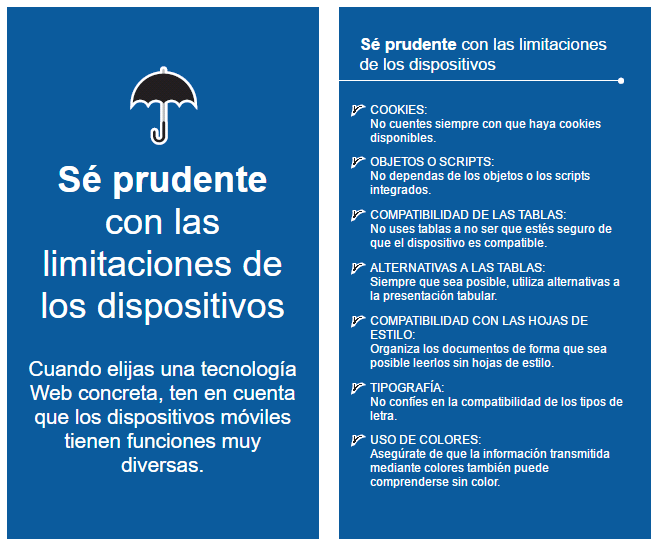 Sé prudente
con las
limitaciones de
los dispositivos
Cuando elijas una tecnología
Web concreta, ten en cuenta
que los dispositivos móviles
tienen funciones muy
diversas.
Sé prudente con las limitaciones
de los dispositivos
COOKIES:
No cuentes siempre con que haya cookies
disponibles.
OBJETOS O SCRIPTS:
No dependas de los objetos o los scripts
integrados.
COMPATIBILIDAD DE LAS TABLAS:
No uses tablas a no ser que estés seguro de
que el dispositivo es compatible.
ALTERNATIVAS A LAS TABLAS:
Siempre que sea posible, utiliza alternativas a
la presentación tabular.
COMPATIBILIDAD CON LAS HOJAS DE
ESTILO:
Organiza los documentos de forma que sea
posible leerlos sin hojas de estilo.
TIPOGRAFÍA:
No confíes en la compatibilidad de los tipos de
letra.
USO DE COLORES:
Asegúrate de que la información transmitida
mediante colores también puede
comprenderse sin color.